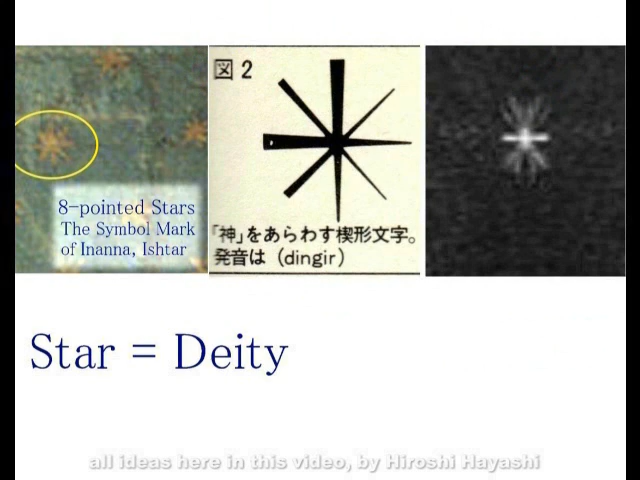 図2
8-pointed Stars
The Symbol Mark
of Inanna, Ishtar
「神」をあらわす楔形文字。
発音は (dingir)
Star = Deity
all ideas here in this video, by Hiroshi Hayashi